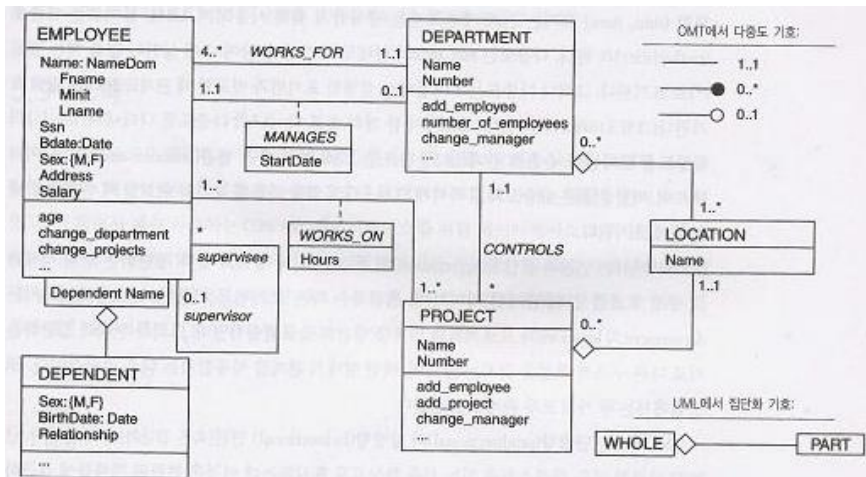 EMPLOYEE
Name: NameDom
Fname
Minit
Lname
Ssn
Bdate:Date
Sex: {M,F}
Address
Salary
age
change_department
change_projects
...
Dependent Name
DEPENDENT
Sex: {M,F}
BirthDate: Date
Relationship
...
4..*
WORKS_FOR
1..1
1..1
0..1
MANAGES
StartDate
1..*
*
WORKS_ON
Hours
supervisee
0..1
supervisor
DEPARTMENT
Name
Number
add_employee
number_of_employees
change_manager
...
0..*
1..1
CONTROLS
1..*
*
PROJECT
Name
Number
add_employee
add_project
change_manager
...
0..*
1..*
LOCATION
Name
1..1
OMT에서 다중도 기호:
1..1
0..*
0..1
UML에서 집단화 기호:
WHOLE
PART